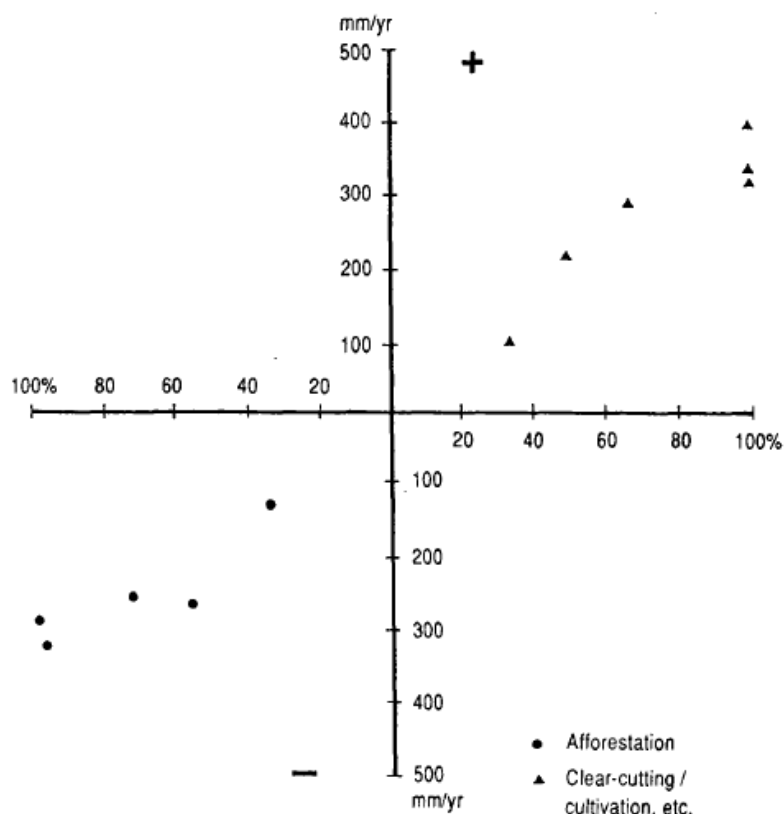 mm/yr
500
400
300
200
100
100% 80 60 40 20
20 40 60 80 100%
100
200
300
400
500
mm/yr
+
−
● Afforestation
▲ Clear-cutting /
cultivation, etc.